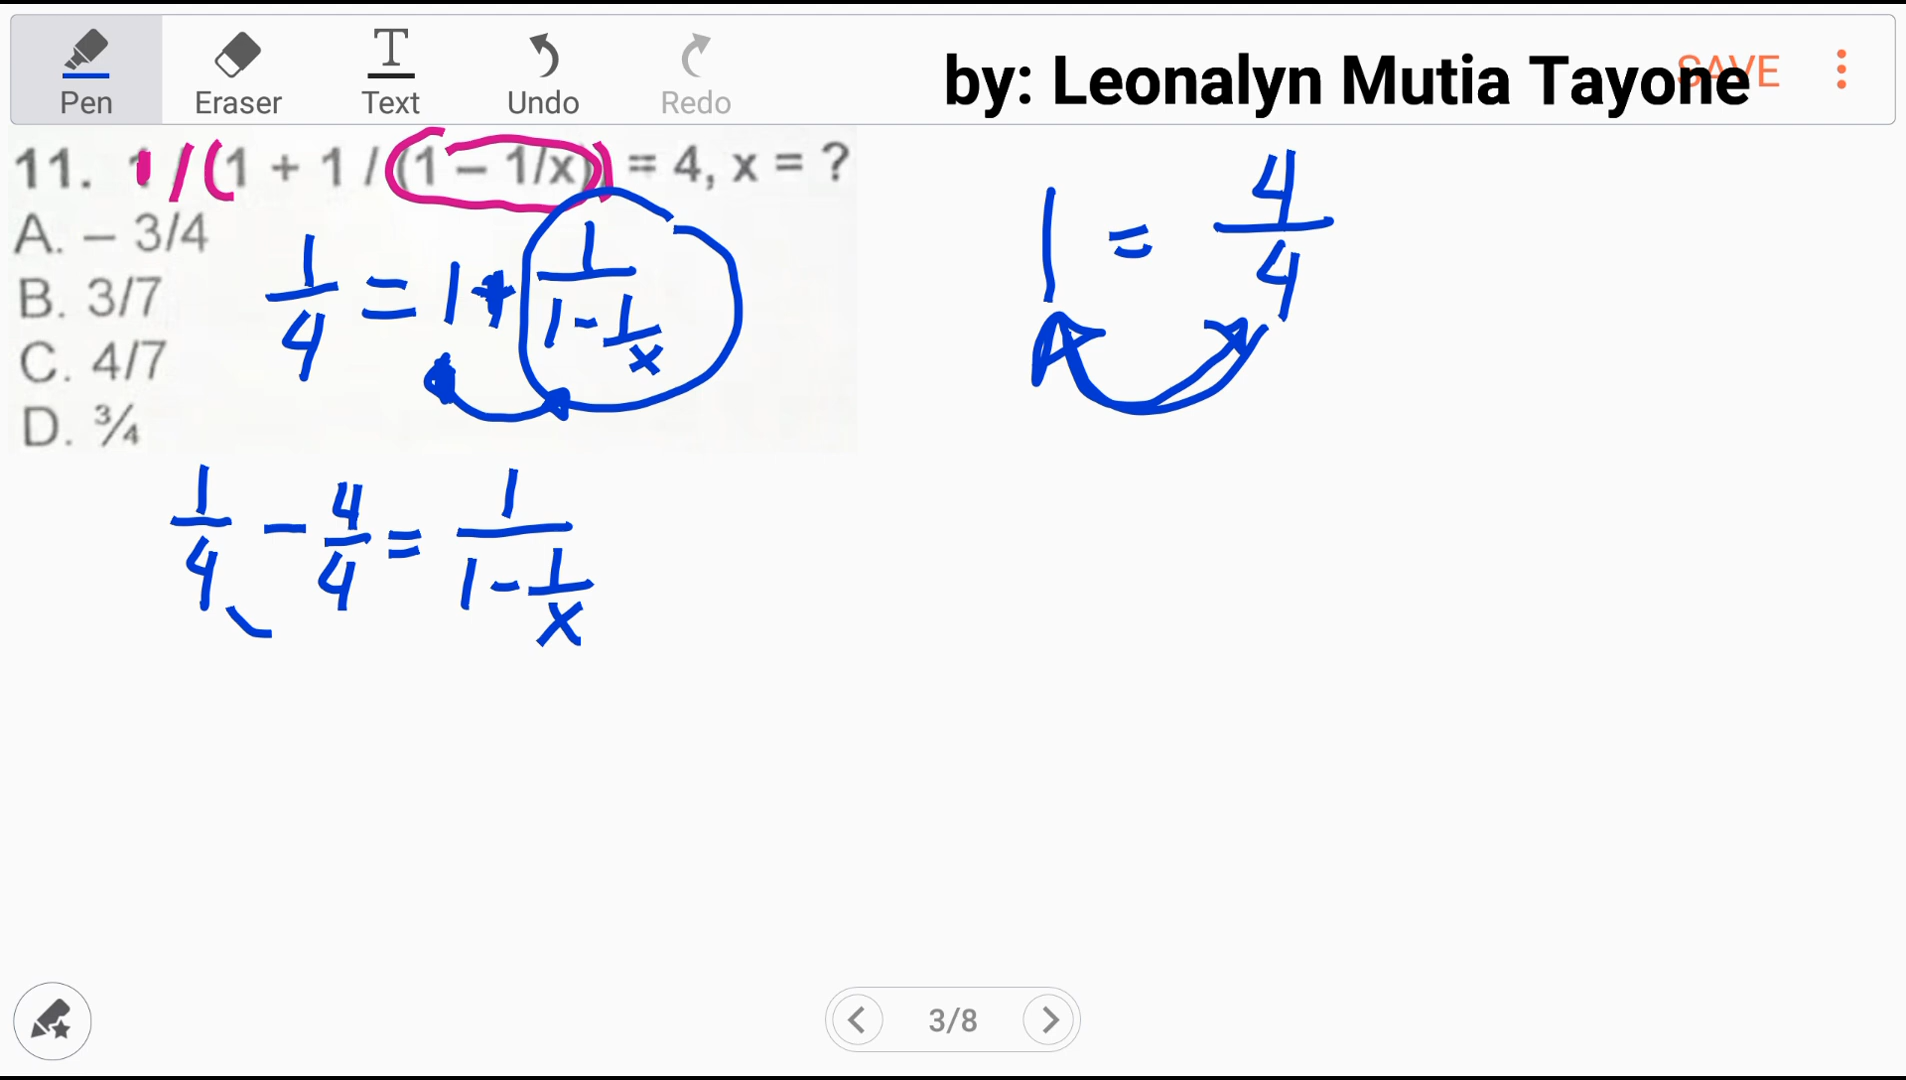 Pen Eraser Text Undo Redo SAVE
by: Leonalyn Mutia Tayone
11. 1/(1 + 1 / (1 – 1/x)) = 4, x = ?
A. – 3/4
B. 3/7
C. 4/7
D. ¾
1/4 = 1 + 1/(1 - 1/x)
1 = 4/4
1/4 - 4/4 = 1/(1 - 1/x)
3/8